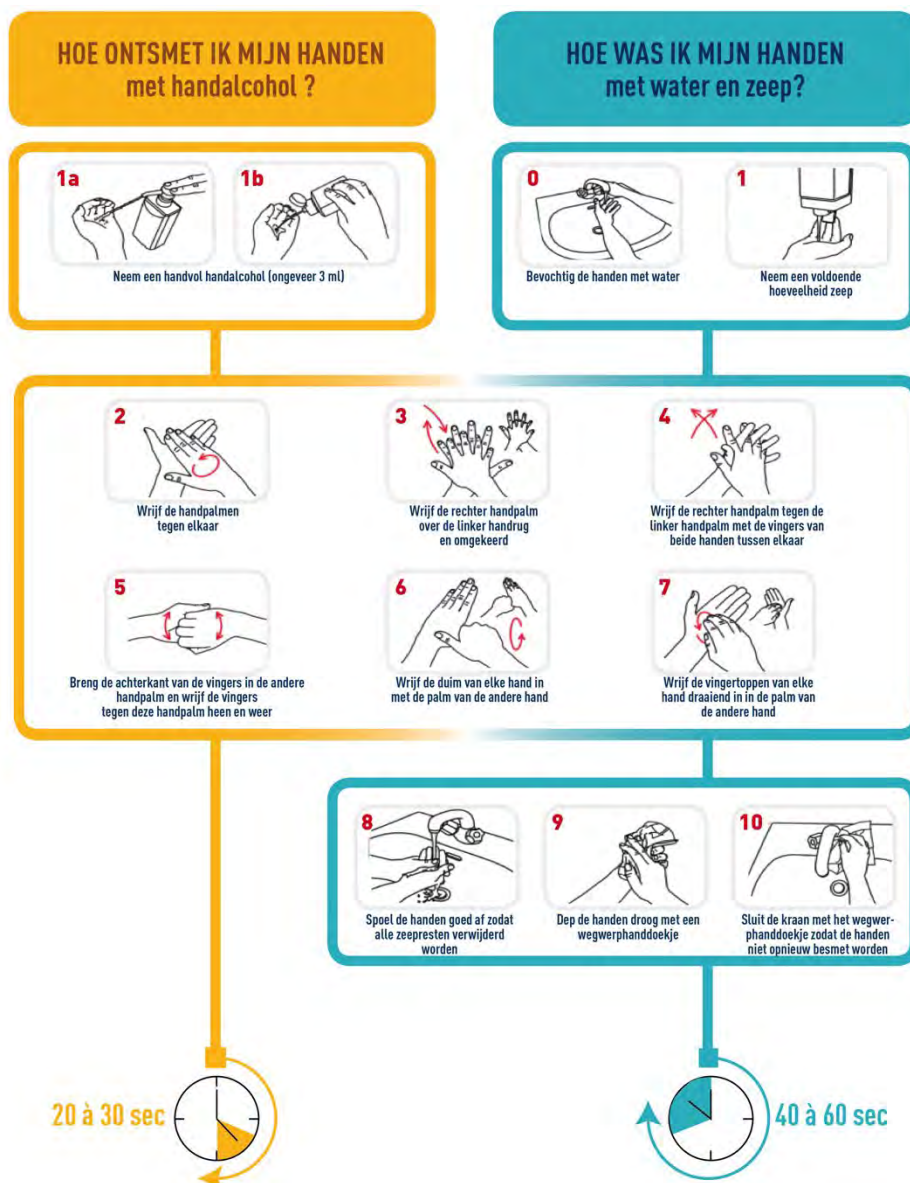 HOE ONTSMET IK MIJN HANDEN
met handalcohol ?
HOE WAS IK MIJN HANDEN
met water en zeep?
1a
1b
Neem een handvol handalcohol (ongeveer 3 ml)
0
Bevochtig de handen met water
1
Neem een voldoende
hoeveelheid zeep
2
Wrijf de handpalmen
tegen elkaar
3
Wrijf de rechter handpalm
over de linker handrug
en omgekeerd
4
Wrijf de rechter handpalm tegen de
linker handpalm met de vingers van
beide handen tussen elkaar
5
Breng de achterkant van de vingers in de andere
handpalm en wrijf de vingers
tegen deze handpalm heen en weer
6
Wrijf de duim van elke hand in
met de palm van de andere hand
7
Wrijf de vingertoppen van elke
hand draaiend in in de palm van
de andere hand
8
Spoel de handen goed af zodat
alle zeepresten verwijderd
worden
9
Dep de handen droog met een
wegwerphanddoekje
10
Sluit de kraan met het wegwer-
phanddoekje zodat de handen
niet opnieuw besmet worden
20 à 30 sec
40 à 60 sec